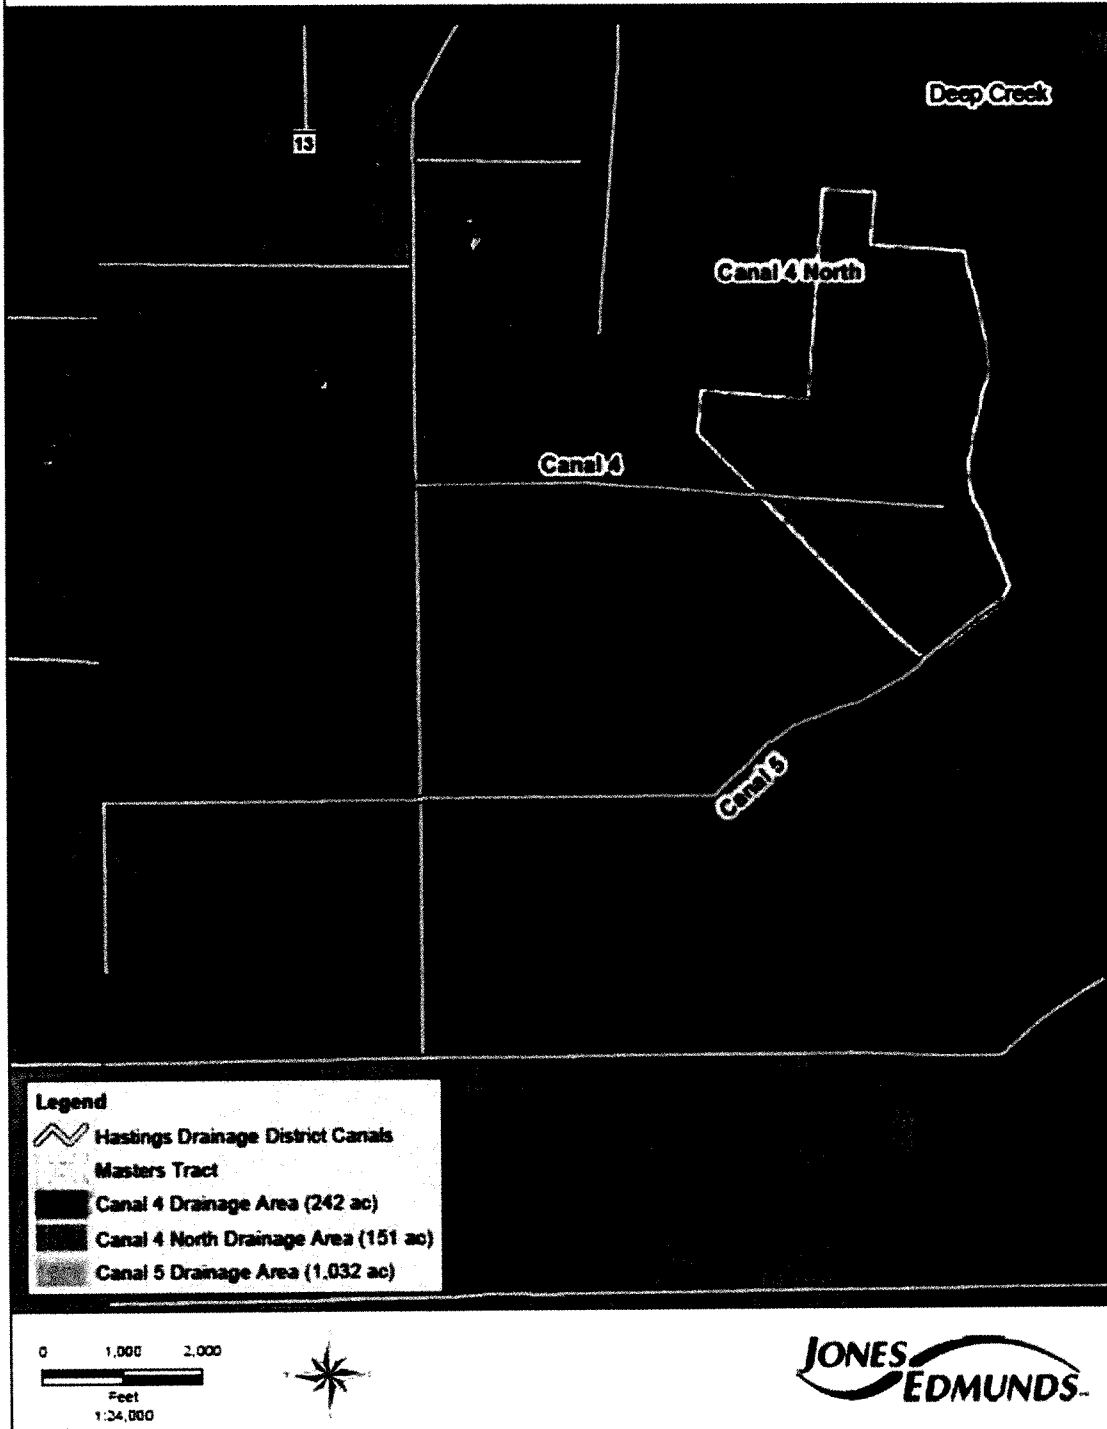 Deep Creek
13
Canal 4 North
Canal 4
Canal 5
Legend
Hastings Drainage District Canals
Masters Tract
Canal 4 Drainage Area (242 ac)
Canal 4 North Drainage Area (151 ac)
Canal 5 Drainage Area (1,032 ac)
0 1,000 2,000
Feet
1:24,000
JONES
EDMUNDS